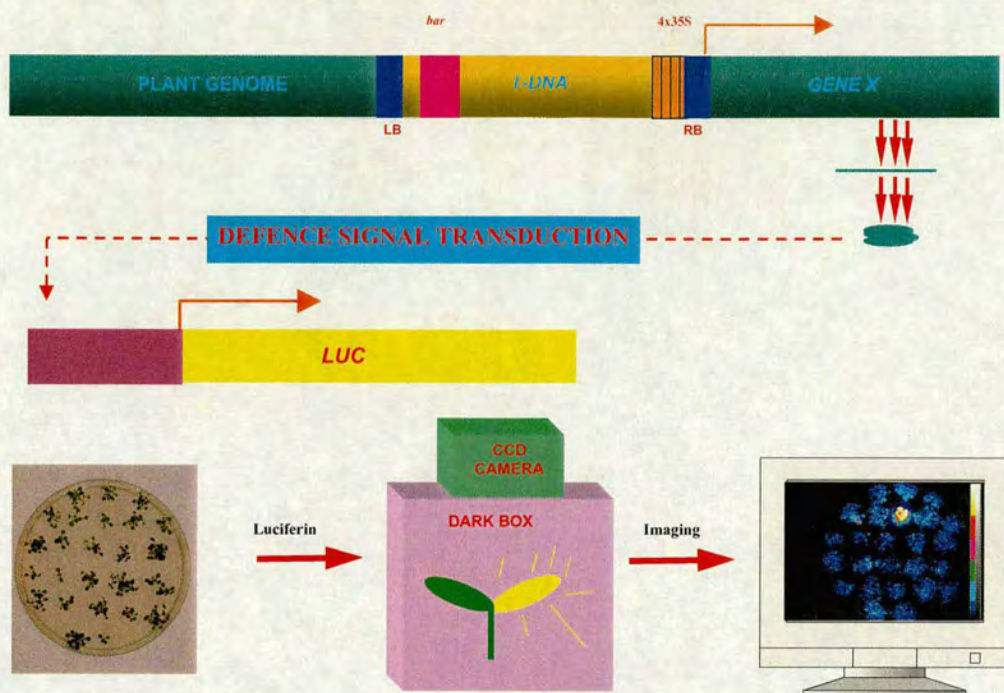 bar 4x35S
PLANT GENOME T-DNA GENE X
LB RB
DEFENCE SIGNAL TRANSDUCTION
LUC
CCD
CAMERA
Luciferin DARK BOX Imaging